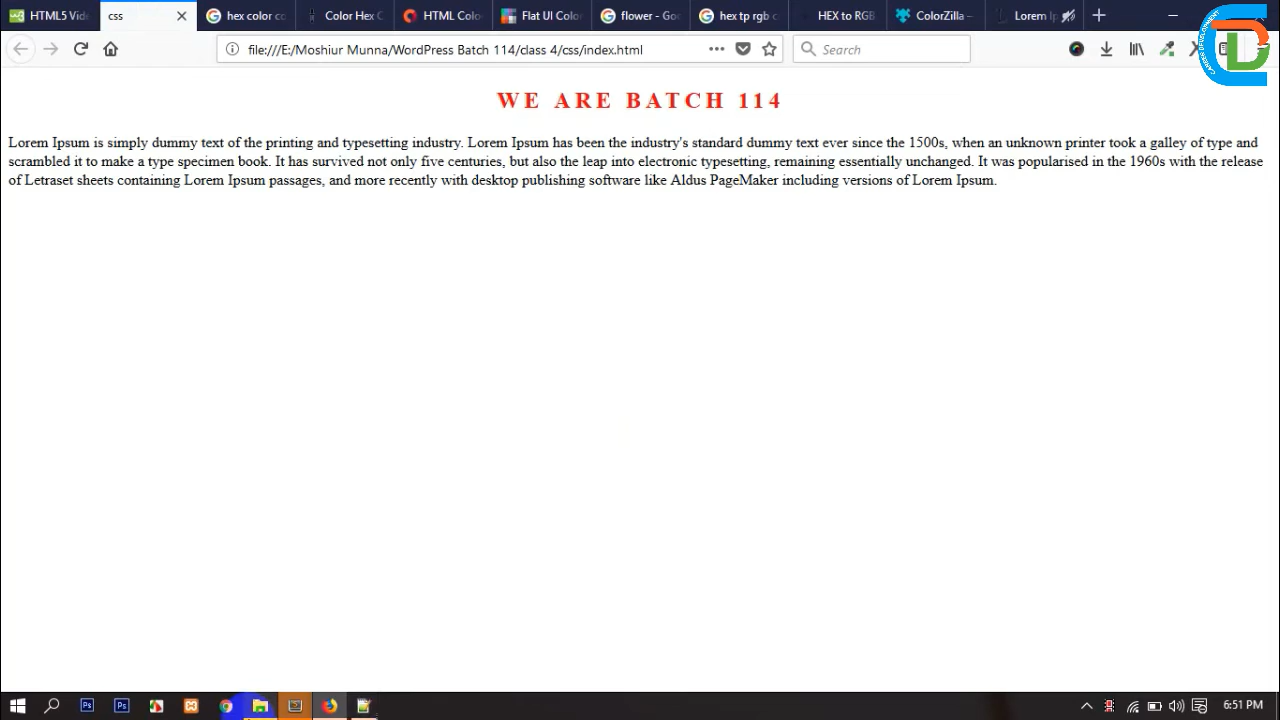 HTML5 Vid
css
hex color co
Color Hex C
HTML Colo
Flat UI Color
flower - Goo
hex tp rgb c
HEX to RGB
ColorZilla –
Lorem Ip
file:///E:/Moshiur Munna/WordPress Batch 114/class 4/css/index.html
Search
CAREER DEVELOPMENT
WE ARE BATCH 114
Lorem Ipsum is simply dummy text of the printing and typesetting industry. Lorem Ipsum has been the industry's standard dummy text ever since the 1500s, when an unknown printer took a galley of type and
scrambled it to make a type specimen book. It has survived not only five centuries, but also the leap into electronic typesetting, remaining essentially unchanged. It was popularised in the 1960s with the release
of Letraset sheets containing Lorem Ipsum passages, and more recently with desktop publishing software like Aldus PageMaker including versions of Lorem Ipsum.
Ps
Ps
6:51 PM